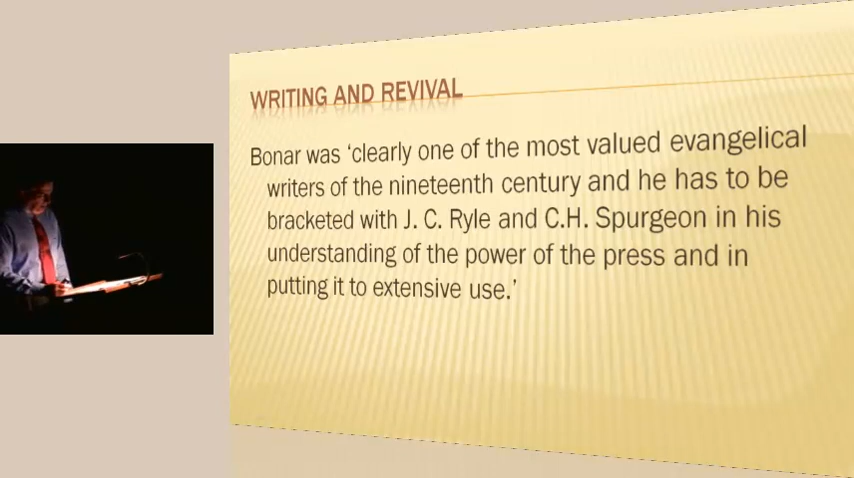 WRITING AND REVIVAL
Bonar was ‘clearly one of the most valued evangelical
writers of the nineteenth century and he has to be
bracketed with J. C. Ryle and C.H. Spurgeon in his
understanding of the power of the press and in
putting it to extensive use.’